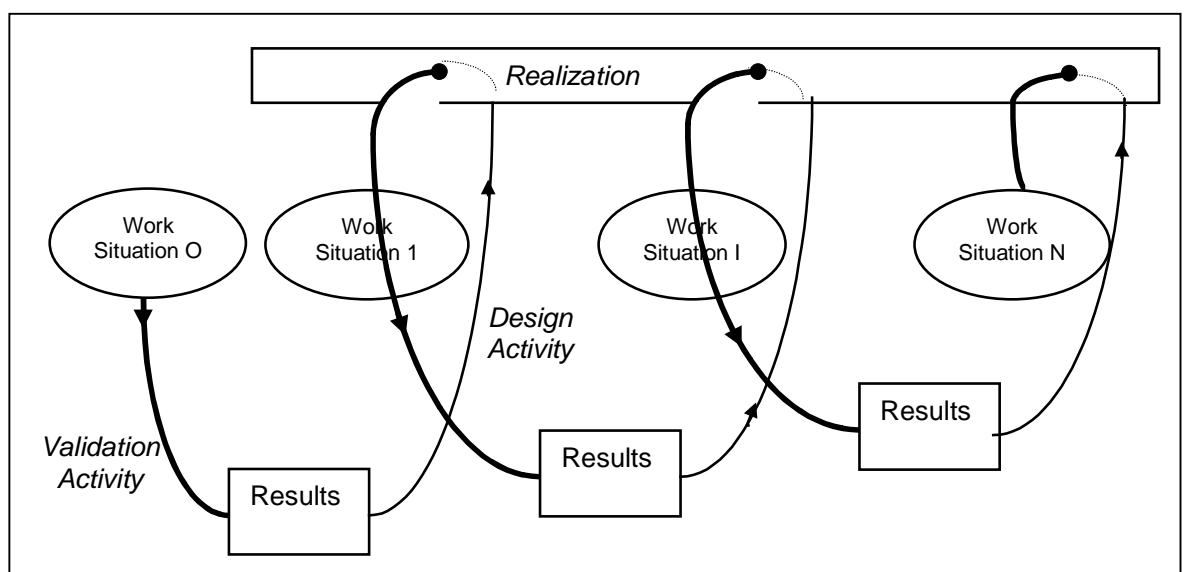 Realization
Work
Situation O
Work
Situation 1
Work
Situation I
Work
Situation N
Design
Activity
Validation
Activity
Results
Results
Results